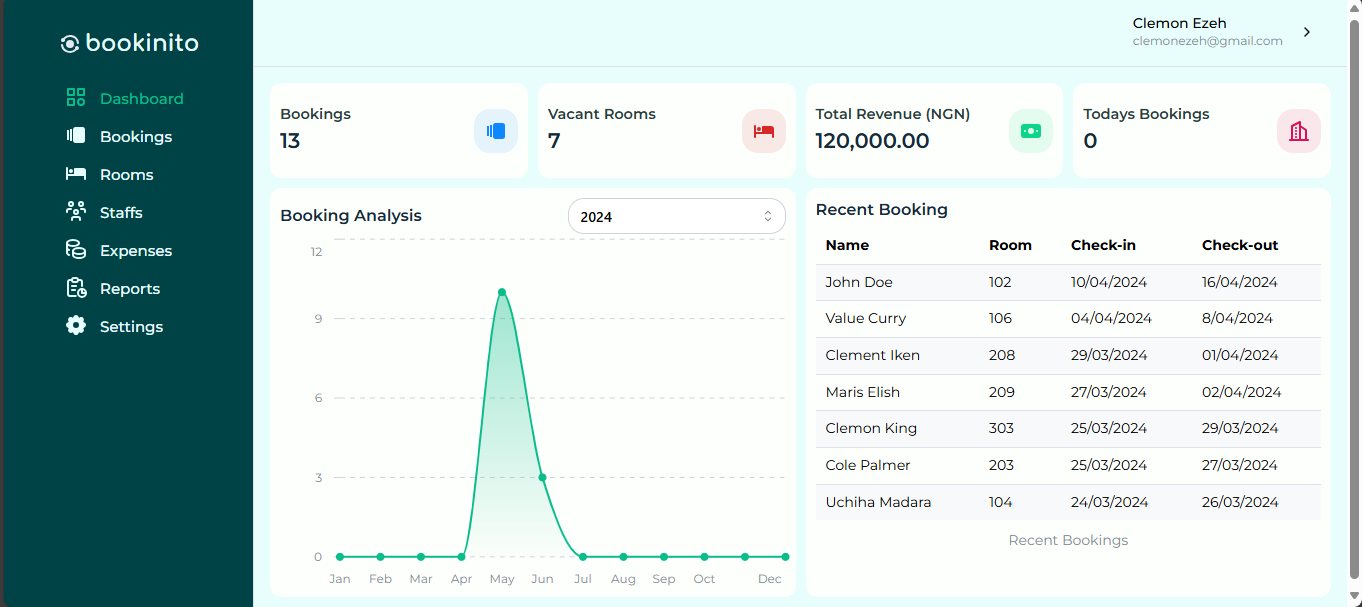 bookinito
Dashboard
Bookings
Rooms
Staffs
Expenses
Reports
Settings
Clemon Ezeh
clemonezeh@gmail.com
Bookings
13
Vacant Rooms
7
Total Revenue (NGN)
120,000.00
Todays Bookings
0
Booking Analysis
2024
12
9
6
3
0
Jan Feb Mar Apr May Jun Jul Aug Sep Oct Dec
Recent Booking
Name Room Check-in Check-out
John Doe 102 10/04/2024 16/04/2024
Value Curry 106 04/04/2024 8/04/2024
Clement Iken 208 29/03/2024 01/04/2024
Maris Elish 209 27/03/2024 02/04/2024
Clemon King 303 25/03/2024 29/03/2024
Cole Palmer 203 25/03/2024 27/03/2024
Uchiha Madara 104 24/03/2024 26/03/2024
Recent Bookings